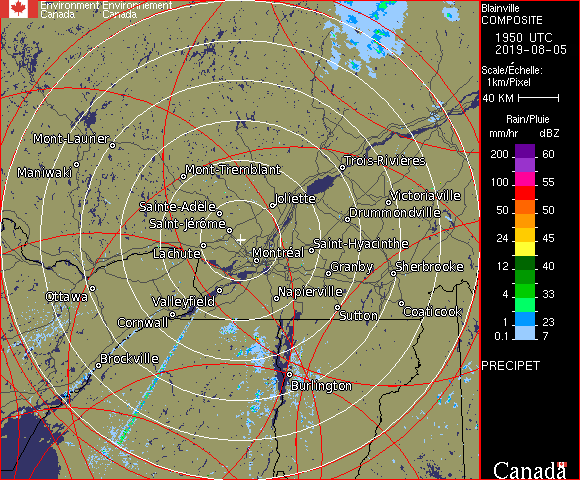 Environment Environnement
Canada Canada
Blainville
COMPOSITE
1950 UTC
2019-08-05
Scale/Échelle:
1km/Pixel
40 KM
Rain/Pluie
mm/hr dBZ
200 60
150 57
100 55
50 50
24 45
12 40
4 33
1 23
0.1 7
PRECIPET
Canada
Mont-Laurier
Maniwaki
Mont-Tremblant
Trois-Rivières
Joliette
Victoriaville
Sainte-Adèle
Drummondville
Saint-Jérôme
Lachute
Montréal
Saint-Hyacinthe
Granby
Sherbrooke
Ottawa
Valleyfield
Napierville
Cornwall
Sutton
Coaticook
Brockville
Burlington